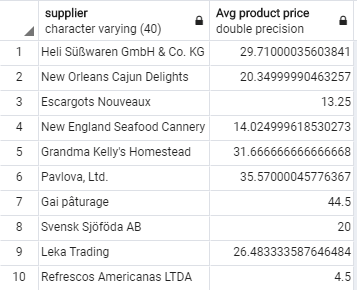 supplier Avg product price
character varying (40) double precision
1 Heli Süßwaren GmbH & Co. KG 29.71000035603841
2 New Orleans Cajun Delights 20.34999990463257
3 Escargots Nouveaux 13.25
4 New England Seafood Cannery 14.024999618530273
5 Grandma Kelly's Homestead 31.666666666666668
6 Pavlova, Ltd. 35.57000045776367
7 Gai pâturage 44.5
8 Svensk Sjöföda AB 20
9 Leka Trading 26.483333587646484
10 Refrescos Americanas LTDA 4.5